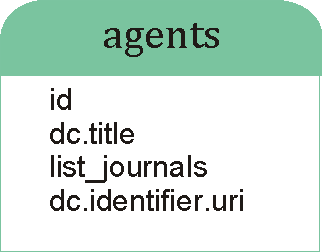 agents
id
dc.title
list_journals
dc.identifier.uri